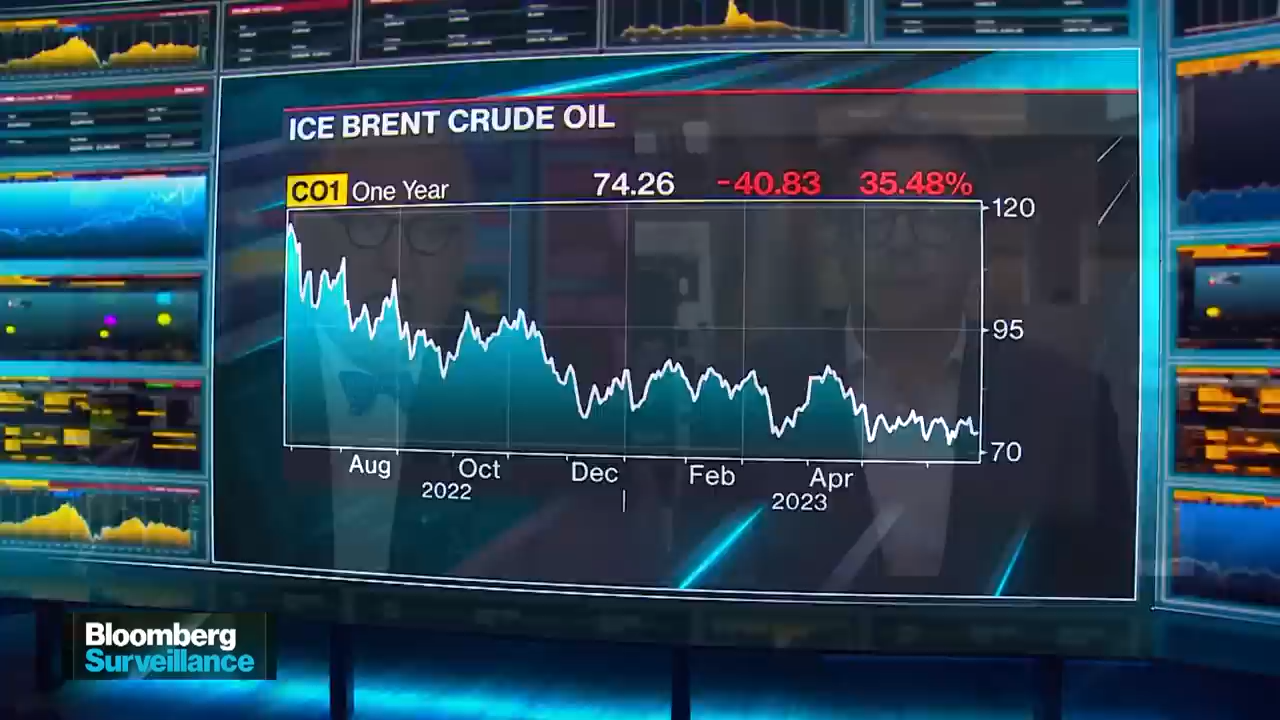 ICE BRENT CRUDE OIL
CO1 One Year 74.26 -40.83 35.48%
120
95
70
Aug Oct Dec Feb Apr
2022 2023
Bloomberg
Surveillance